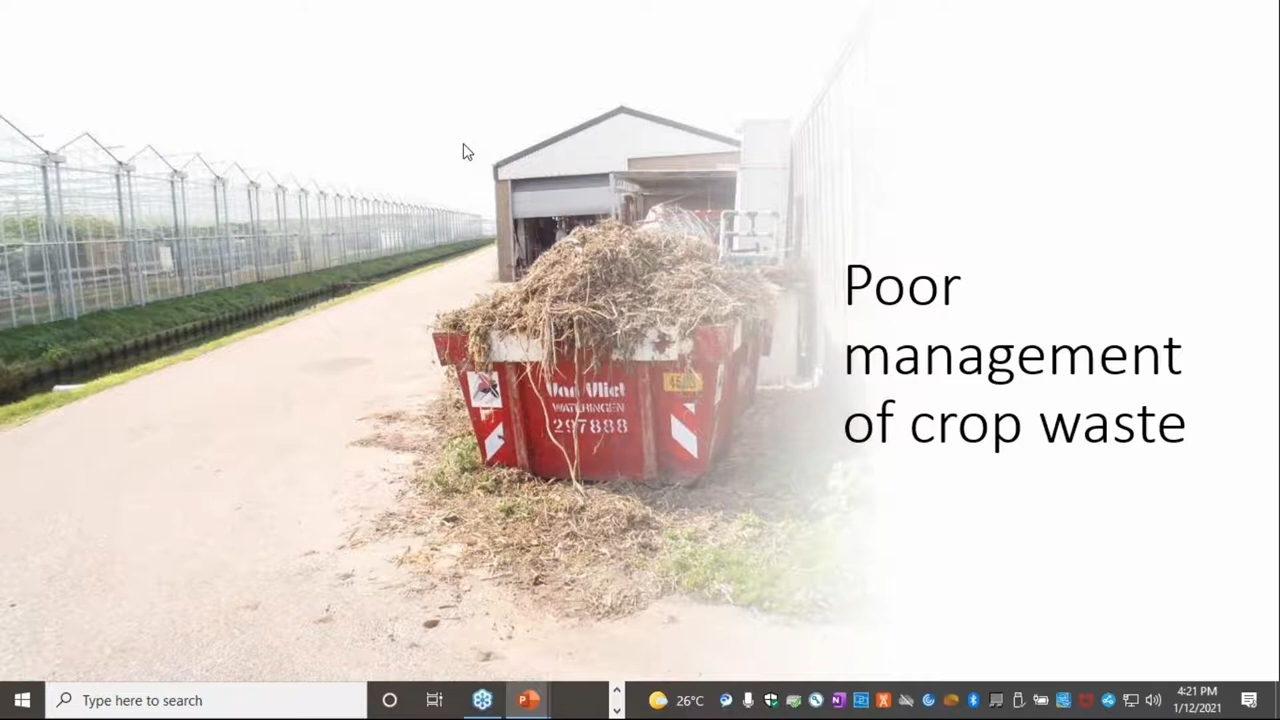 Poor
management
of crop waste
Van Vliet
WATERINGEN
297888
Type here to search
26°C
4:21 PM
1/12/2021